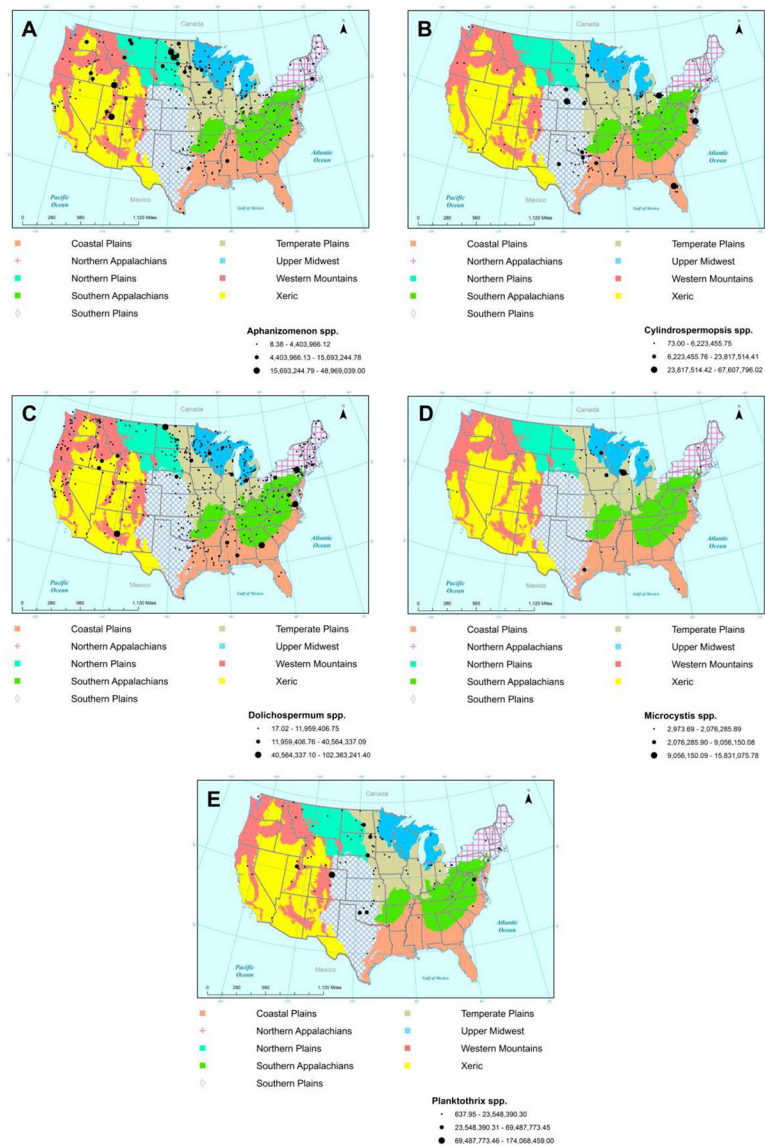 A
Canada
N
Atlantic
Ocean
Pacific
Ocean
Mexico
Gulf of Mexico
0 280 560 1,120 Miles
Coastal Plains
Temperate Plains
Northern Appalachians
Upper Midwest
Northern Plains
Western Mountains
Southern Appalachians
Xeric
Southern Plains
Aphanizomenon spp.
8.38 - 4,403,966.12
4,403,966.13 - 15,693,244.78
15,693,244.79 - 48,969,039.00
B
Canada
N
Atlantic
Ocean
Pacific
Ocean
Mexico
Gulf of Mexico
0 280 560 1,120 Miles
Coastal Plains
Temperate Plains
Northern Appalachians
Upper Midwest
Northern Plains
Western Mountains
Southern Appalachians
Xeric
Southern Plains
Cylindrospermopsis spp.
73.00 - 6,223,455.75
6,223,455.76 - 23,817,514.41
23,817,514.42 - 67,607,796.02
C
Canada
N
Atlantic
Ocean
Pacific
Ocean
Mexico
Gulf of Mexico
0 280 560 1,120 Miles
Coastal Plains
Temperate Plains
Northern Appalachians
Upper Midwest
Northern Plains
Western Mountains
Southern Appalachians
Xeric
Southern Plains
Dolichospermum spp.
17.02 - 11,959,406.75
11,959,406.76 - 40,564,337.09
40,564,337.10 - 102,363,241.40
D
Canada
N
Atlantic
Ocean
Pacific
Ocean
Mexico
Gulf of Mexico
0 280 560 1,120 Miles
Coastal Plains
Temperate Plains
Northern Appalachians
Upper Midwest
Northern Plains
Western Mountains
Southern Appalachians
Xeric
Southern Plains
Microcystis spp.
2,973.69 - 2,076,285.89
2,076,285.90 - 9,056,150.08
9,056,150.09 - 15,831,075.78
E
Canada
N
Atlantic
Ocean
Pacific
Ocean
Mexico
Gulf of Mexico
0 280 560 1,120 Miles
Coastal Plains
Temperate Plains
Northern Appalachians
Upper Midwest
Northern Plains
Western Mountains
Southern Appalachians
Xeric
Southern Plains
Planktothrix spp.
637.95 - 23,548,390.30
23,548,390.31 - 69,487,773.45
69,487,773.46 - 174,068,459.00